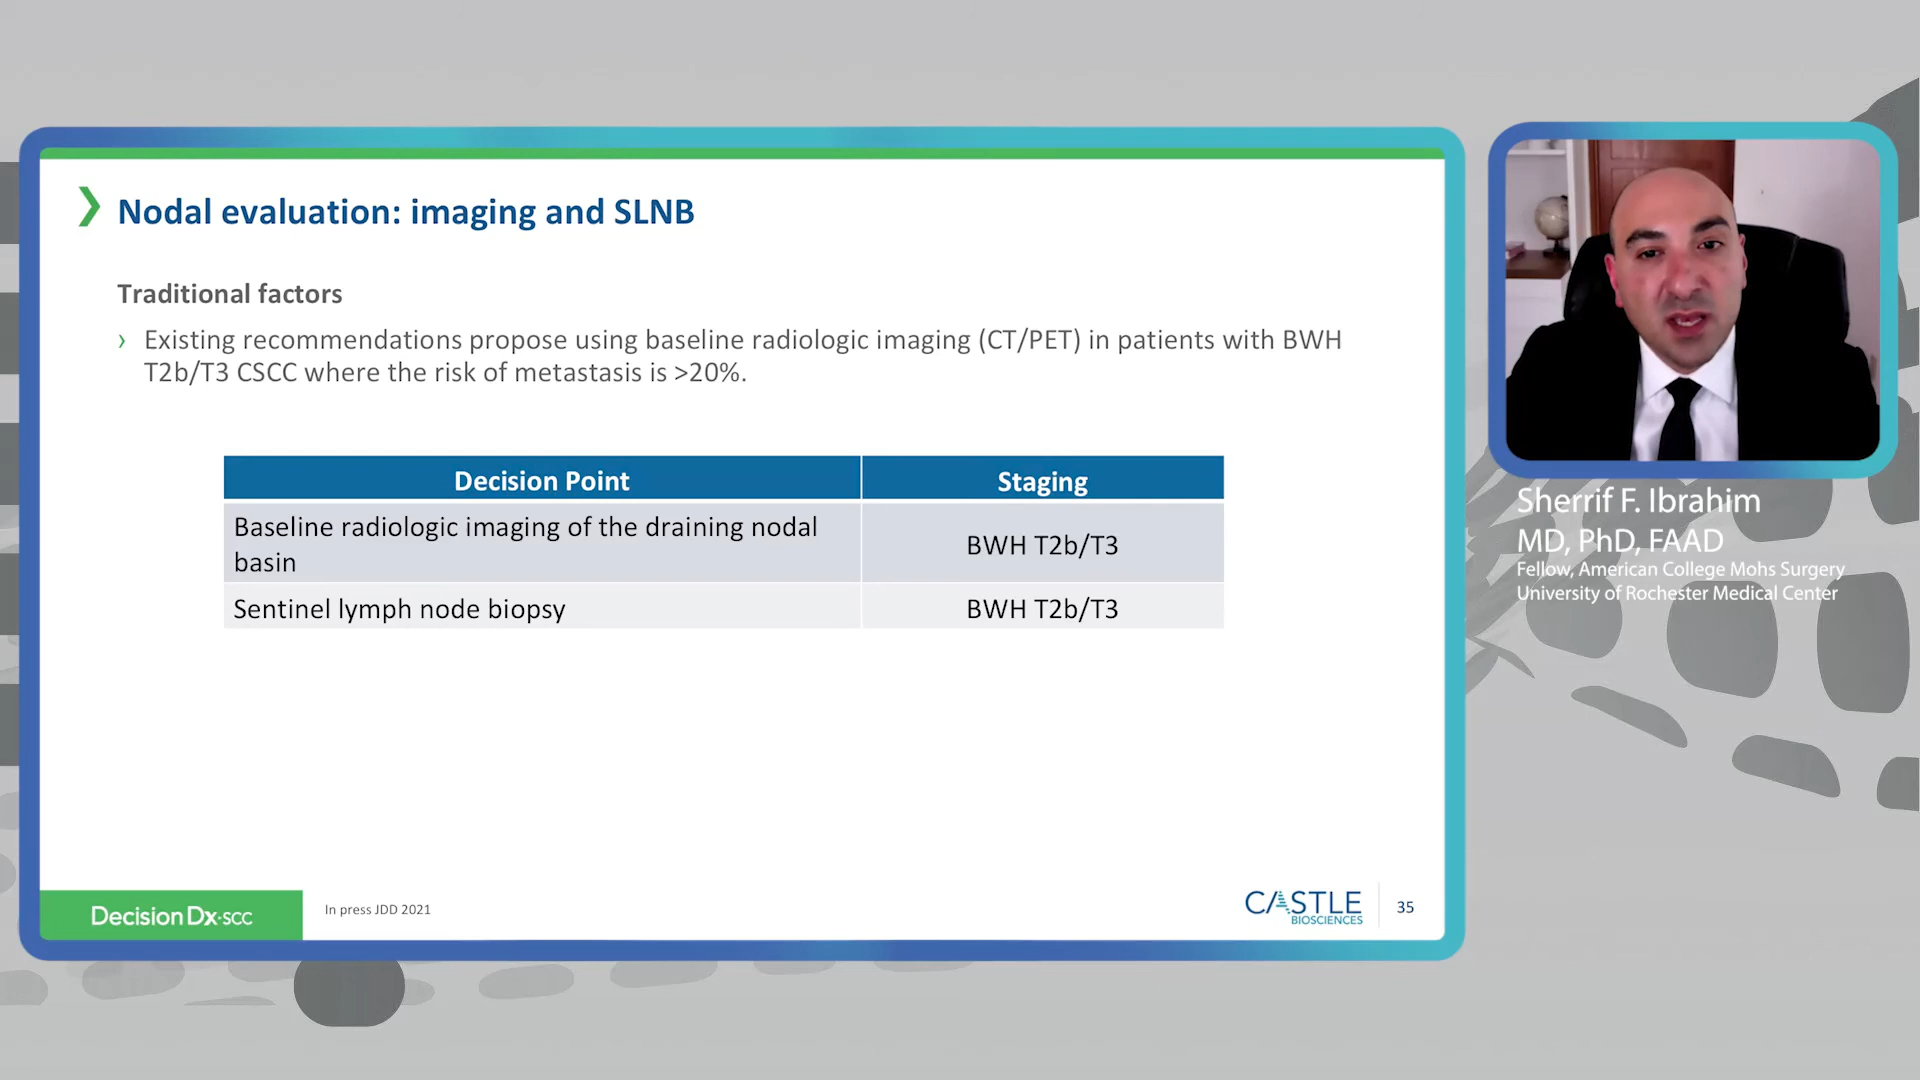 Nodal evaluation: imaging and SLNB
Traditional factors
› Existing recommendations propose using baseline radiologic imaging (CT/PET) in patients with BWH
T2b/T3 CSCC where the risk of metastasis is >20%.
Decision Point Staging
Baseline radiologic imaging of the draining nodal
basin
BWH T2b/T3
Sentinel lymph node biopsy BWH T2b/T3
DecisionDx·SCC
In press JDD 2021
CASTLE
BIOSCIENCES
35
Sherrif F. Ibrahim
MD, PhD, FAAD
Fellow, American College Mohs Surgery
University of Rochester Medical Center